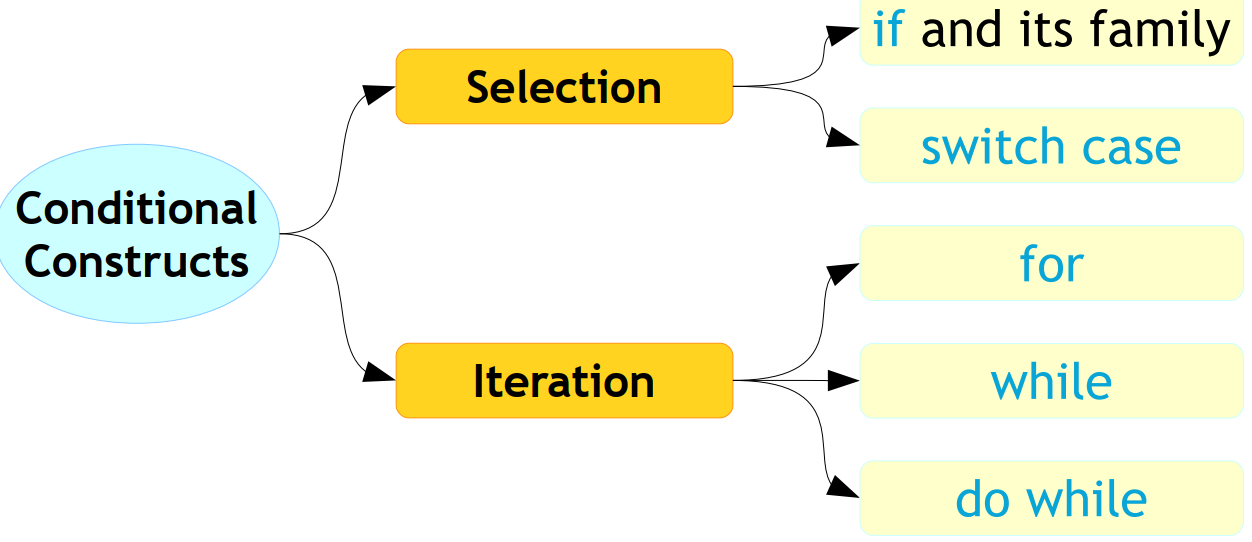 Conditional
Constructs
Selection
if and its family
switch case
Iteration
for
while
do while